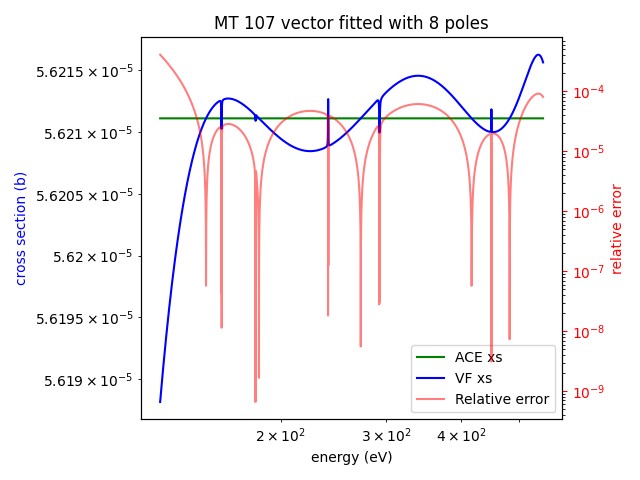 MT 107 vector fitted with 8 poles
cross section (b)
5.6215 × 10⁻⁵
5.621 × 10⁻⁵
5.6205 × 10⁻⁵
5.62 × 10⁻⁵
5.6195 × 10⁻⁵
5.619 × 10⁻⁵
10⁻⁴
10⁻⁵
10⁻⁶
10⁻⁷
10⁻⁸
10⁻⁹
relative error
ACE xs
VF xs
Relative error
2 × 10² 3 × 10² 4 × 10²
energy (eV)